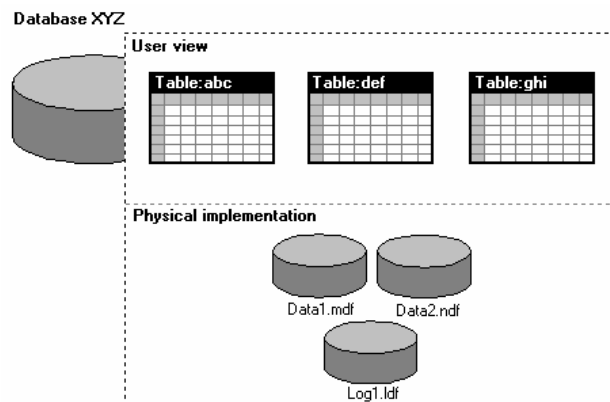 Database XYZ
User view
Table:abc
Table:def
Table:ghi
Physical implementation
Data1.mdf
Data2.ndf
Log1.ldf